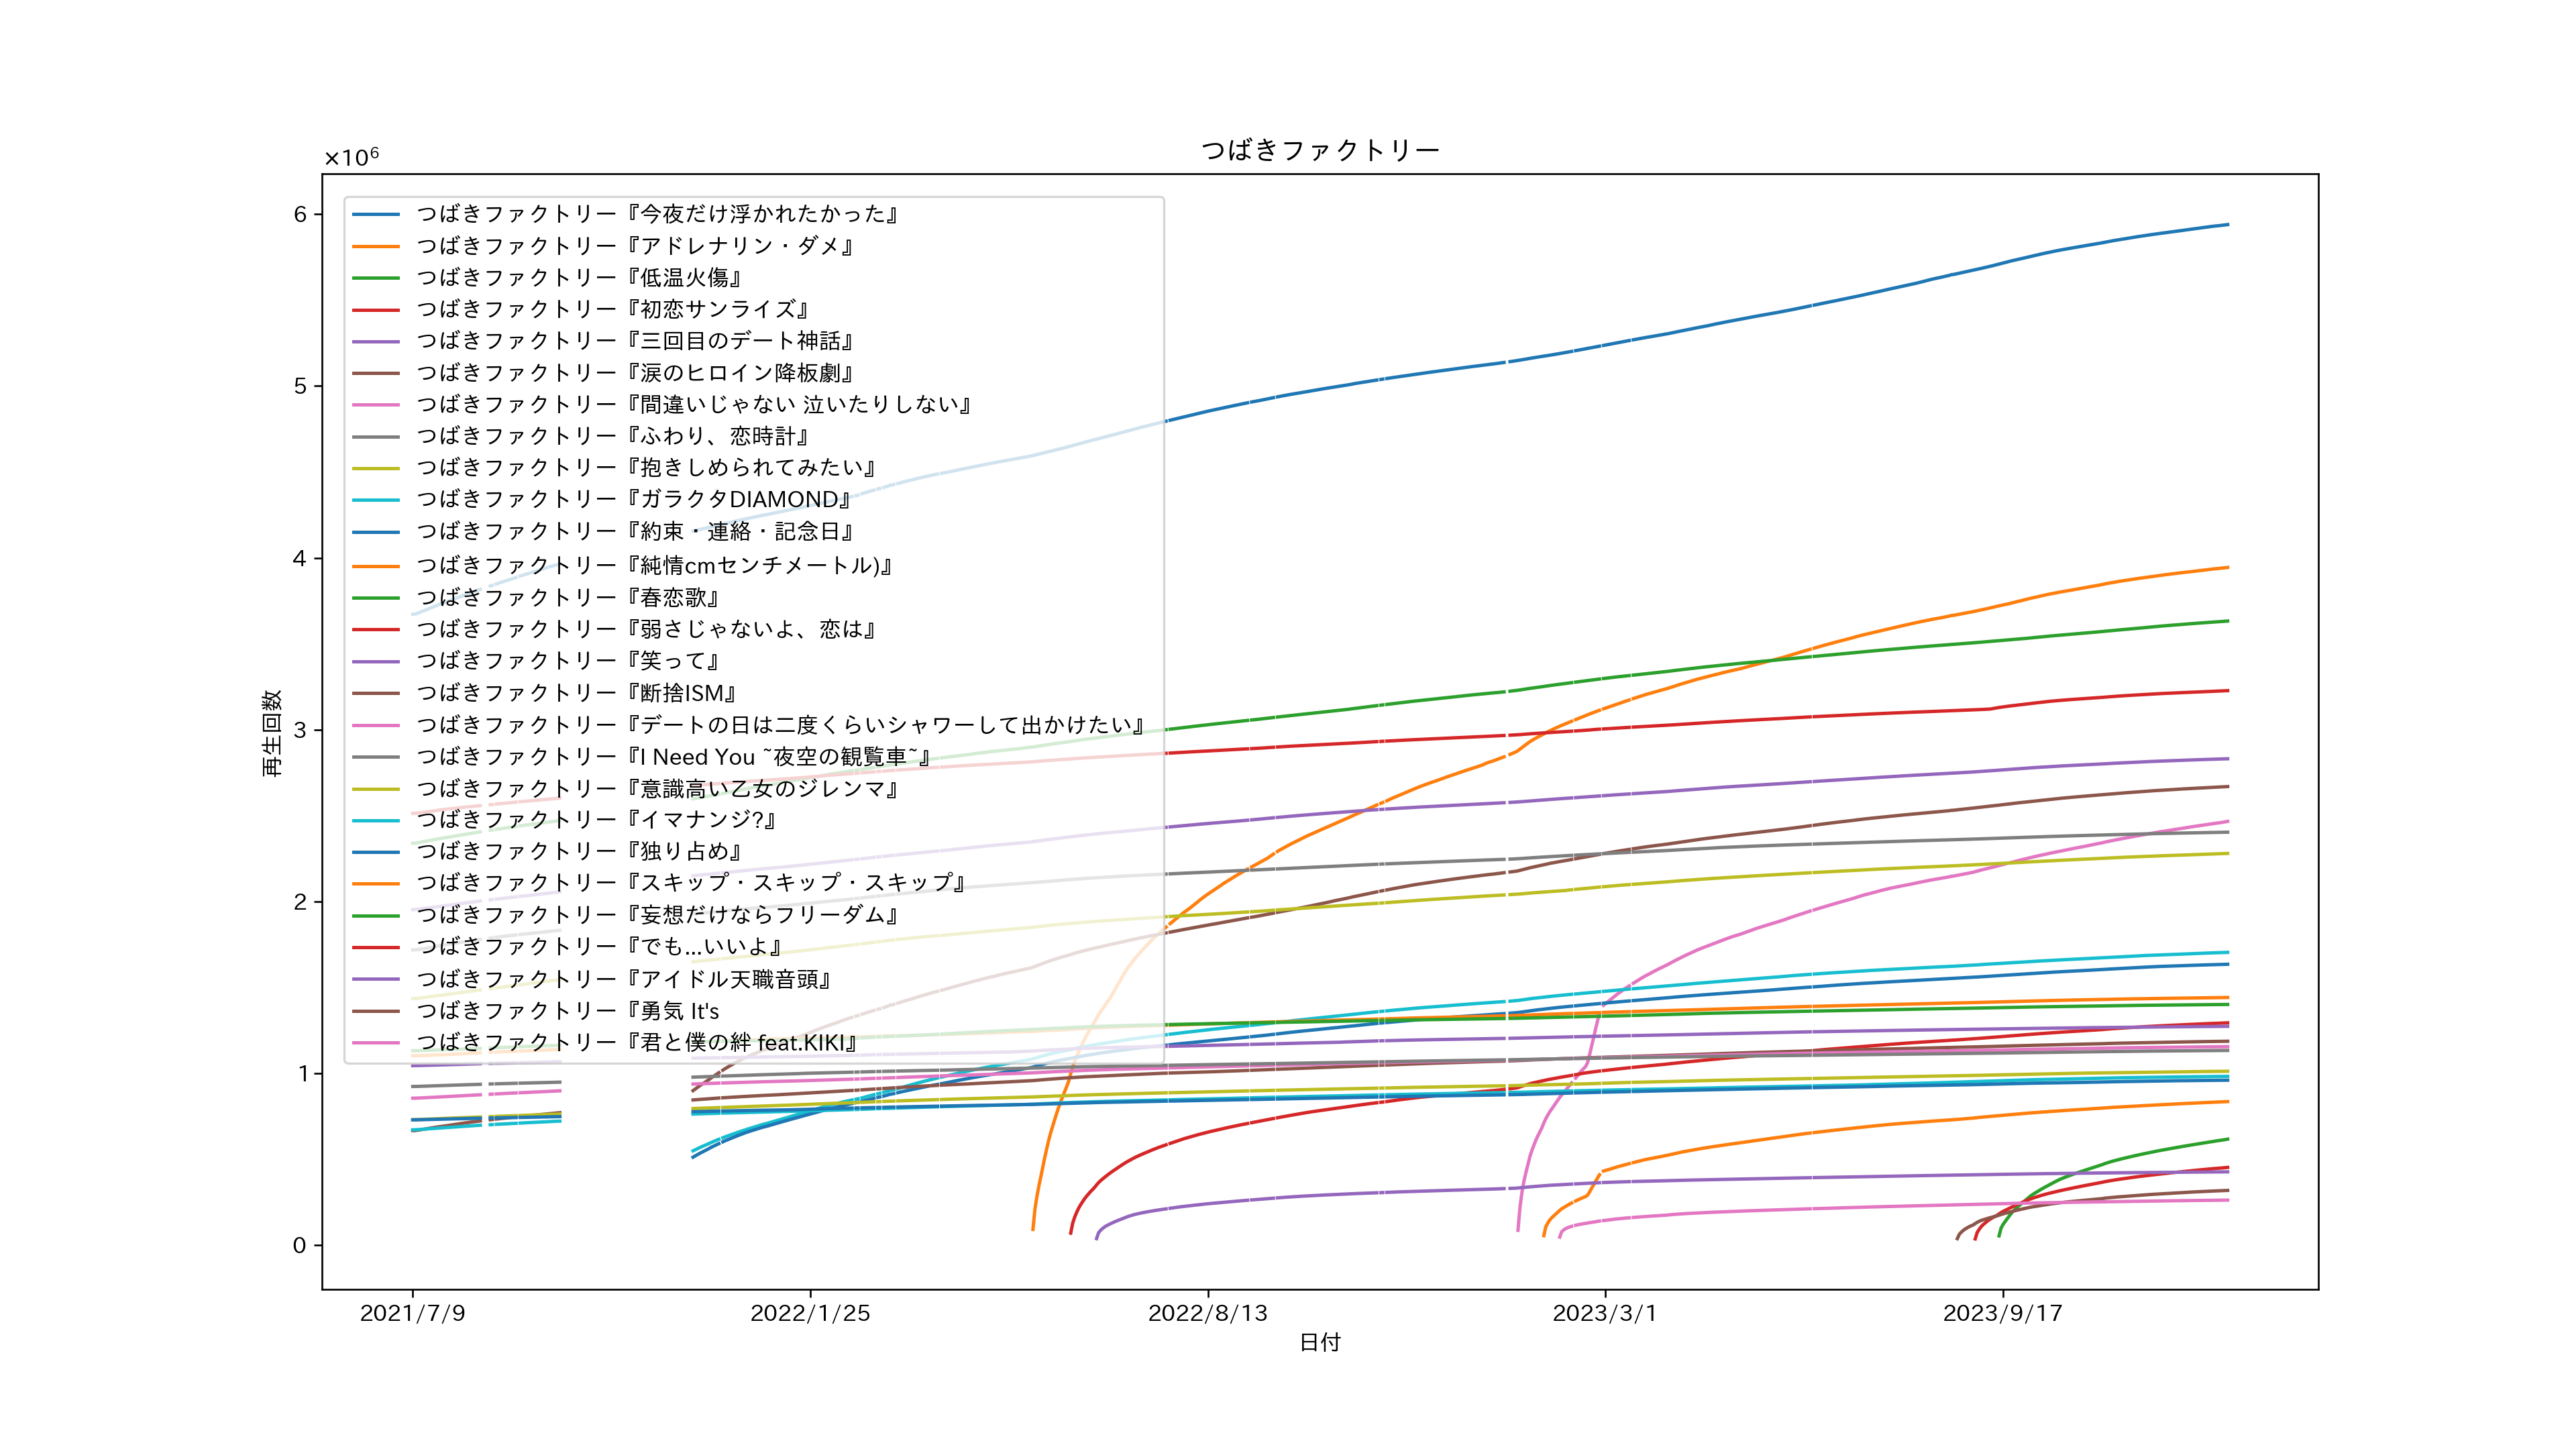 つばきファクトリー
×10⁶
つばきファクトリー『今夜だけ浮かれたかった』
つばきファクトリー『アドレナリン・ダメ』
つばきファクトリー『低温火傷』
つばきファクトリー『初恋サンライズ』
つばきファクトリー『三回目のデート神話』
つばきファクトリー『涙のヒロイン降板劇』
つばきファクトリー『間違いじゃない 泣いたりしない』
つばきファクトリー『ふわり、恋時計』
つばきファクトリー『抱きしめられてみたい』
つばきファクトリー『ガラクタDIAMOND』
つばきファクトリー『約束・連絡・記念日』
つばきファクトリー『純情cmセンチメートル)』
つばきファクトリー『春恋歌』
つばきファクトリー『弱さじゃないよ、恋は』
つばきファクトリー『笑って』
つばきファクトリー『断捨ISM』
つばきファクトリー『デートの日は二度くらいシャワーして出かけたい』
つばきファクトリー『I Need You ~夜空の観覧車~』
つばきファクトリー『意識高い乙女のジレンマ』
つばきファクトリー『イマナンジ?』
つばきファクトリー『独り占め』
つばきファクトリー『スキップ・スキップ・スキップ』
つばきファクトリー『妄想だけならフリーダム』
つばきファクトリー『でも...いいよ』
つばきファクトリー『アイドル天職音頭』
つばきファクトリー『勇気 It's
つばきファクトリー『君と僕の絆 feat.KIKI』
6
5
4
3
2
1
0
再生回数
2021/7/9
2022/1/25
2022/8/13
2023/3/1
2023/9/17
日付